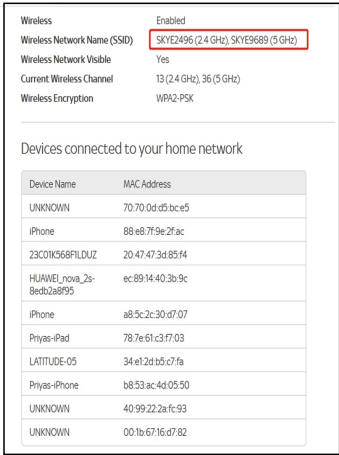 Wireless Enabled
Wireless Network Name (SSID) SKYE2496 (2.4 GHz), SKYE9689 (5 GHz)
Wireless Network Visible Yes
Current Wireless Channel 13 (2.4 GHz), 36 (5 GHz)
Wireless Encryption WPA2-PSK
Devices connected to your home network
Device Name MAC Address
UNKNOWN 70:70:0d:d5:bc:e5
iPhone 88:e8:7f:9e:2f:ac
23C01K568F1LDUZ 20:47:47:3d:85:f4
HUAWEI_nova_2s- ec:89:14:40:3b:9c
8edb2a8f95
iPhone a8:5c:2c:30:d7:07
Priyas-iPad 78:7e:61:c3:f7:03
LATITUDE-05 34:e1:2d:b5:c7:fa
Priyas-iPhone b8:53:ac:4d:05:50
UNKNOWN 40:99:22:2a:fc:93
UNKNOWN 00:1b:67:16:d7:82